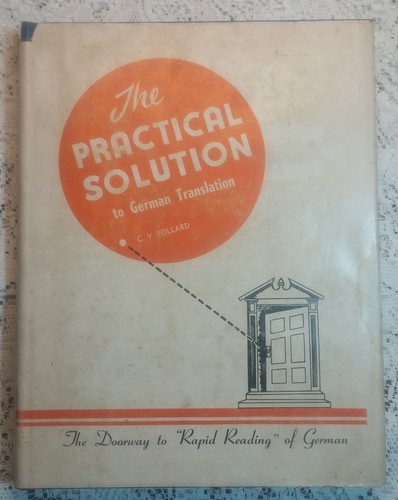 The
PRACTICAL
SOLUTION
to German Translation
C. V. POLLARD
The Doorway to "Rapid Reading" of German